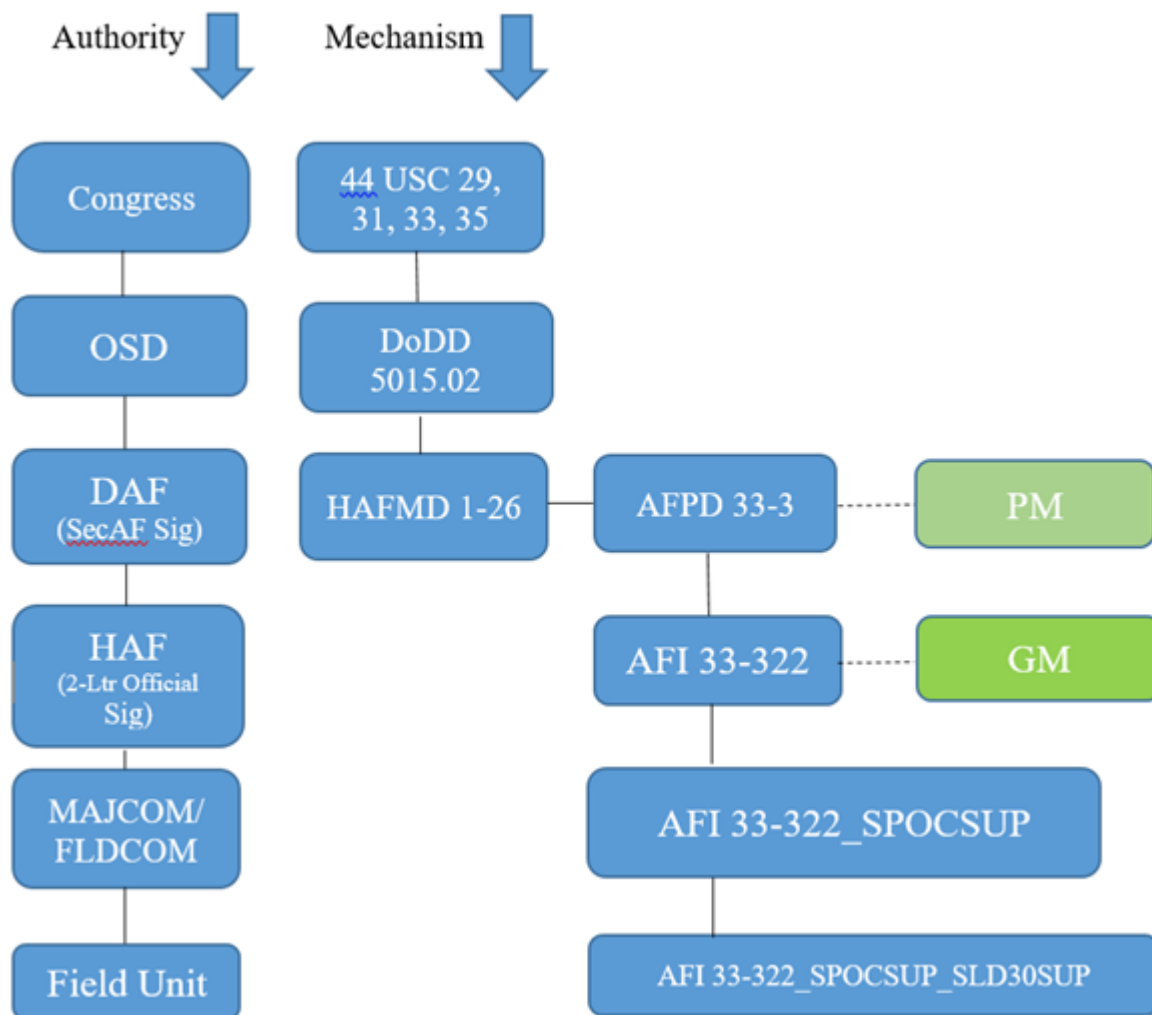 Authority
Mechanism
Congress
44 USC 29,
31, 33, 35
OSD
DoDD
5015.02
DAF
(SecAF Sig)
HAFMD 1-26
AFPD 33-3
PM
HAF
(2-Ltr Official
Sig)
AFI 33-322
GM
MAJCOM/
FLDCOM
AFI 33-322_SPOCSUP
Field Unit
AFI 33-322_SPOCSUP_SLD30SUP